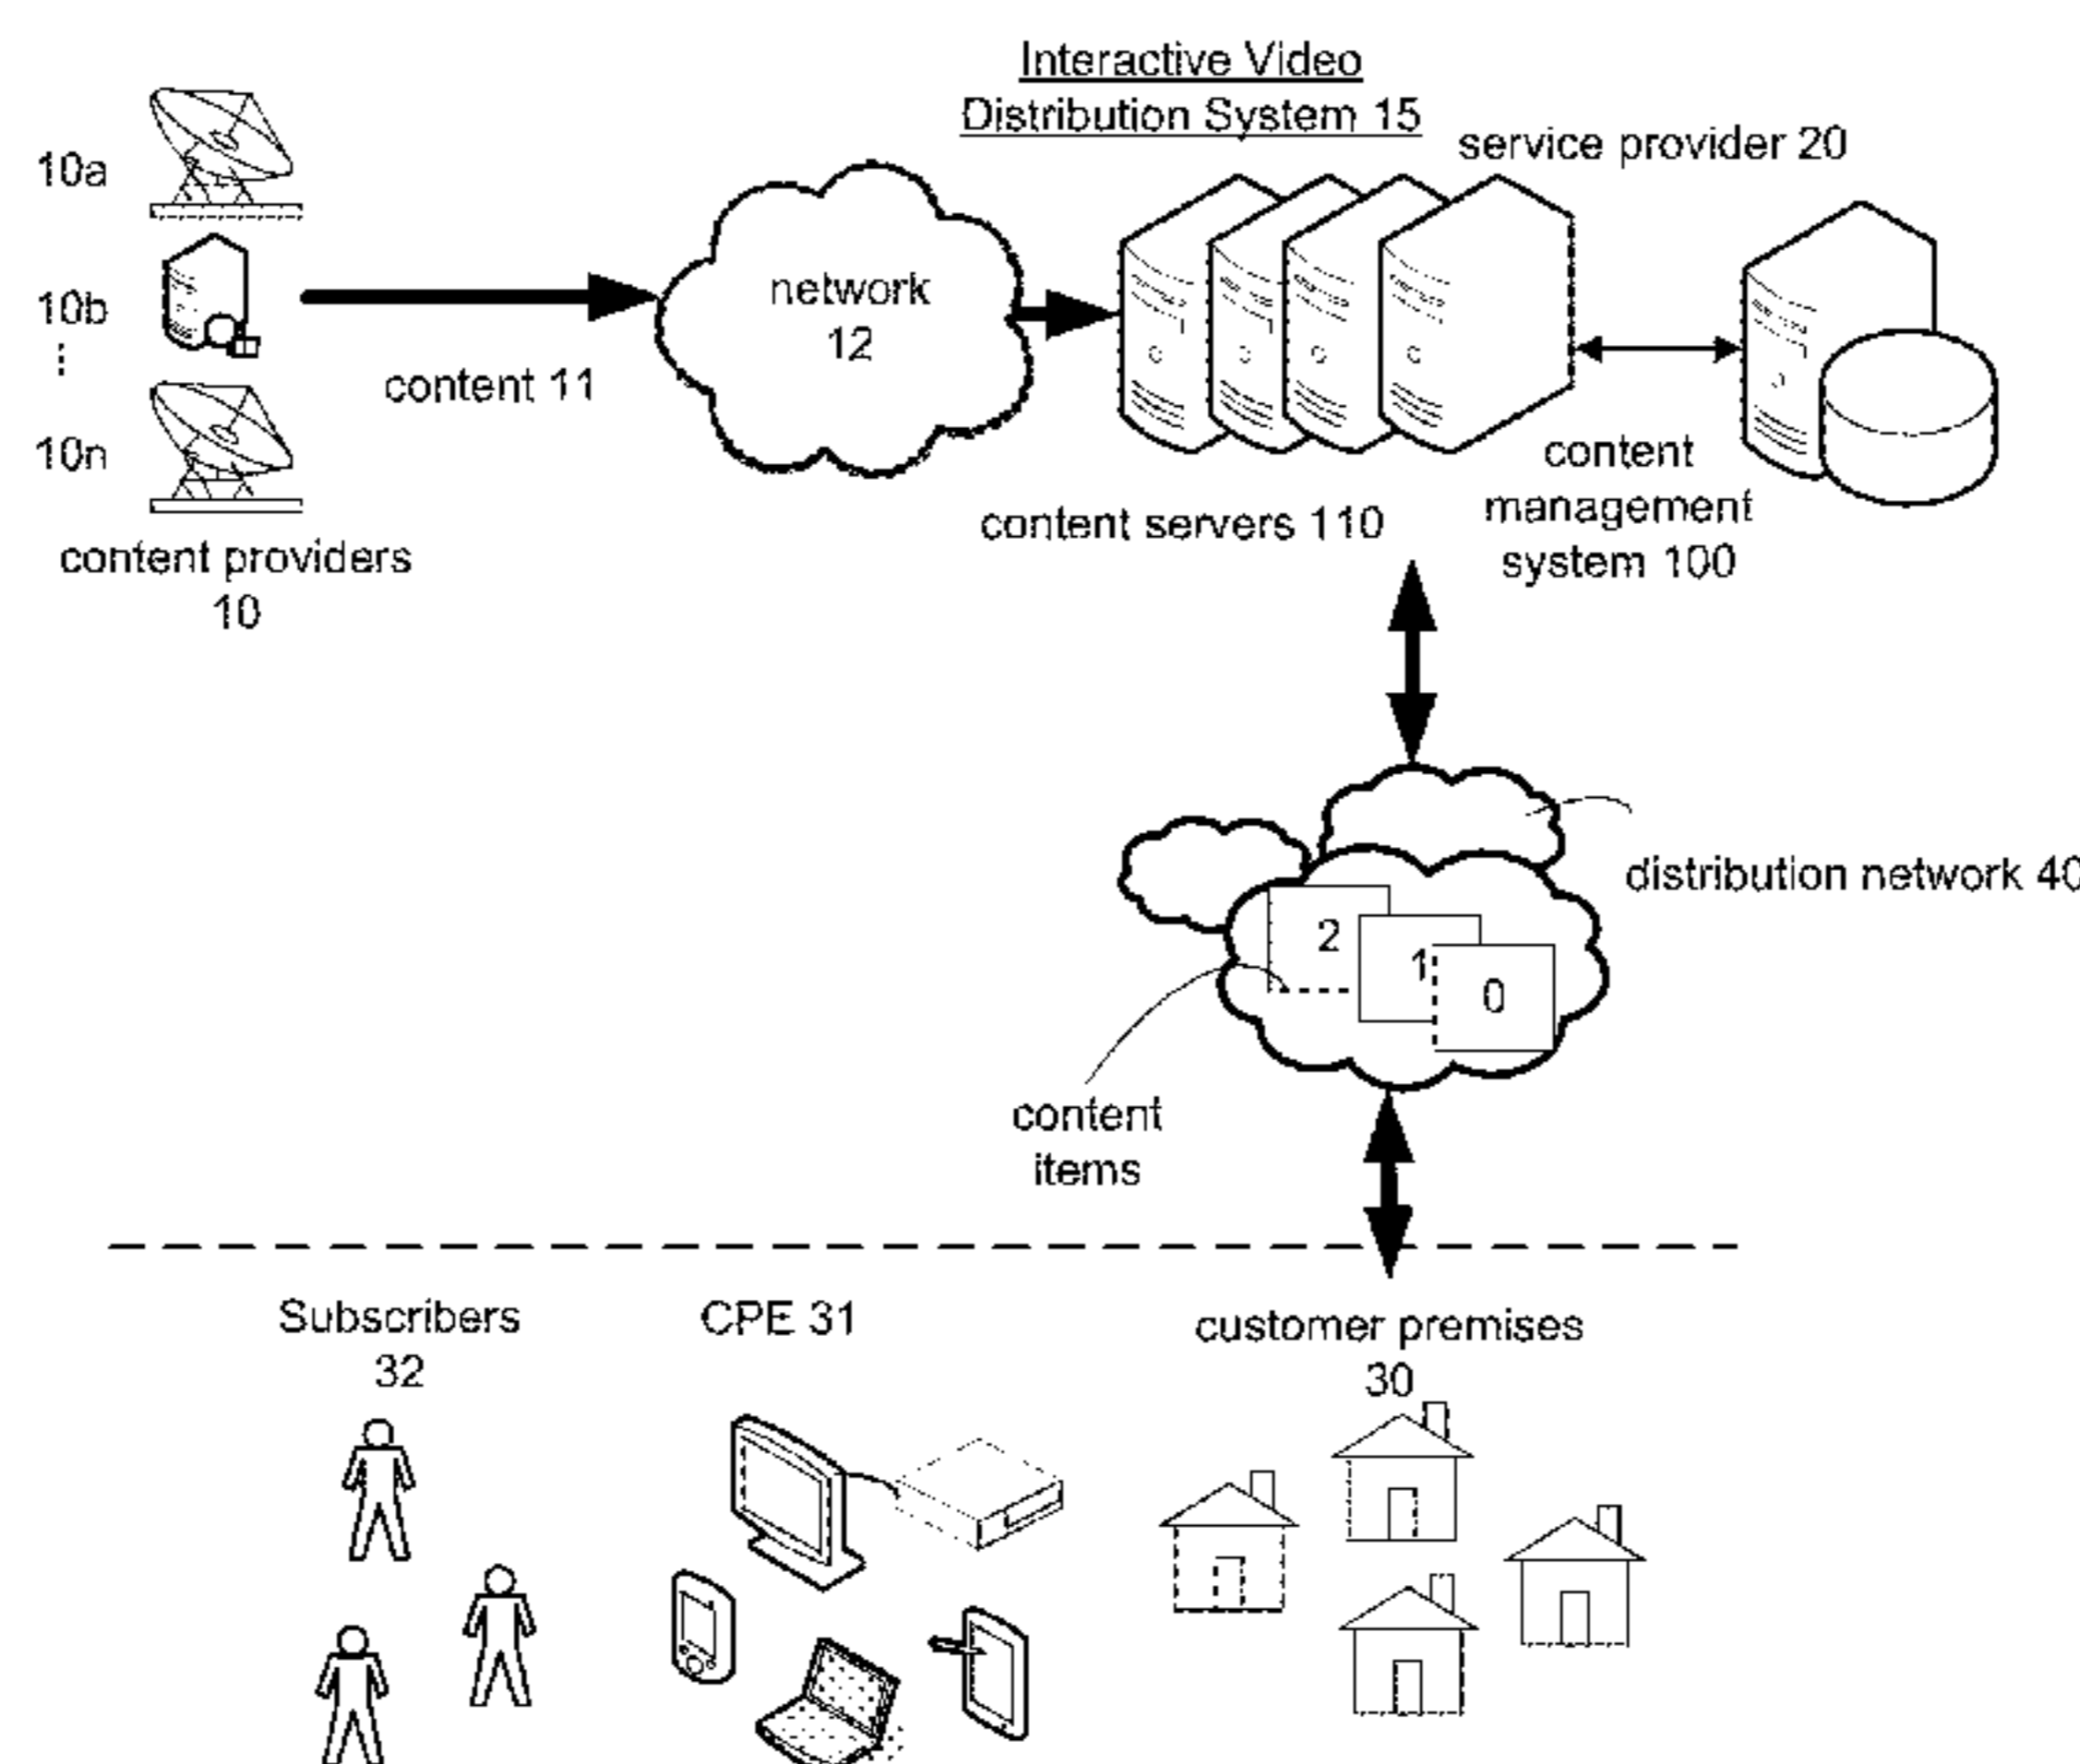 Interactive Video
Distribution System 15
service provider 20
10a
10b
10n
content providers
10
content 11
network
12
content servers 110
content
management
system 100
distribution network 40
2
1
0
content
items
Subscribers
32
CPE 31
customer premises
30